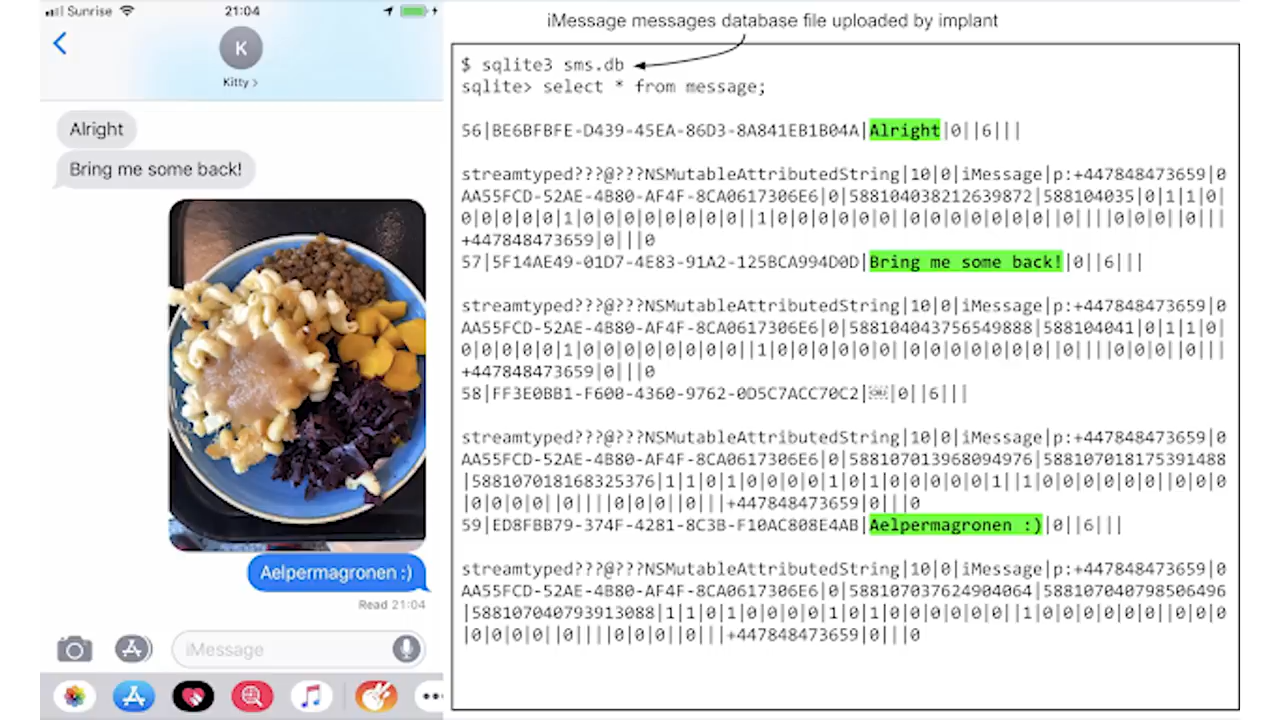 Sunrise 21:04
K
Kitty >
Alright
Bring me some back!
Aelpermagronen :)
Read 21:04
iMessage
iMessage messages database file uploaded by implant
$ sqlite3 sms.db
sqlite> select * from message;
56|BE6BFBFE-D439-45EA-86D3-8A841EB1B04A|Alright|0||6|||
streamtyped???@???NSMutableAttributedString|10|0|iMessage|p:+447848473659|0
AA55FCD-52AE-4B80-AF4F-8CA0617306E6|0|588104038212639872|588104035|0|1|1|0|
0|0|0|0|0|1|0|0|0|0|0|0|0|0||1|0|0|0|0|0|0||0|0|0|0|0|0|0||0||||0|0|0||0|||
+447848473659|0|||0
57|5F14AE49-01D7-4E83-91A2-125BCA994D0D|Bring me some back!|0||6|||
streamtyped???@???NSMutableAttributedString|10|0|iMessage|p:+447848473659|0
AA55FCD-52AE-4B80-AF4F-8CA0617306E6|0|588104043756549888|588104041|0|1|1|0|
0|0|0|0|0|1|0|0|0|0|0|0|0|0||1|0|0|0|0|0|0||0|0|0|0|0|0|0||0||||0|0|0||0|||
+447848473659|0|||0
58|FF3E0BB1-F600-4360-9762-0D5C7ACC70C2|￼|0||6|||
streamtyped???@???NSMutableAttributedString|10|0|iMessage|p:+447848473659|0
AA55FCD-52AE-4B80-AF4F-8CA0617306E6|0|588107013968094976|588107018175391488
|588107018168325376|1|1|0|1|0|0|0|0|1|0|1|0|0|0|0|0|1||1|0|0|0|0|0|0||0|0|0
|0|0|0|0||0||||0|0|0||0|||+447848473659|0|||0
59|ED8FBB79-374F-4281-8C3B-F10AC808E4AB|Aelpermagronen :)|0||6|||
streamtyped???@???NSMutableAttributedString|10|0|iMessage|p:+447848473659|0
AA55FCD-52AE-4B80-AF4F-8CA0617306E6|0|588107037624904064|588107040798506496
|588107040793913088|1|1|0|1|0|0|0|0|1|0|1|0|0|0|0|0|0||1|0|0|0|0|0|0||0|0|0
|0|0|0|0||0||||0|0|0||0|||+447848473659|0|||0